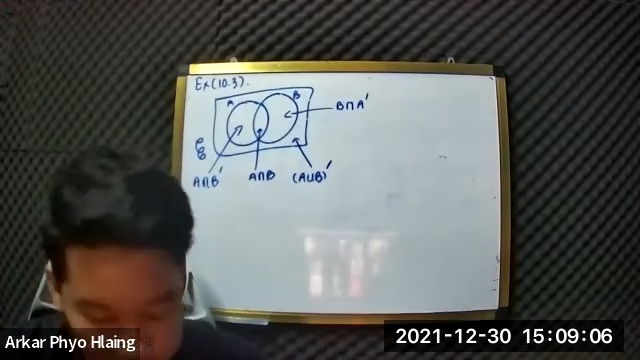 Ex(10.3).
A
B
B∩A'
ℰ
A∩B'
A∩B
(A∪B)'
Arkar Phyo Hlaing
2021-12-30 15:09:06